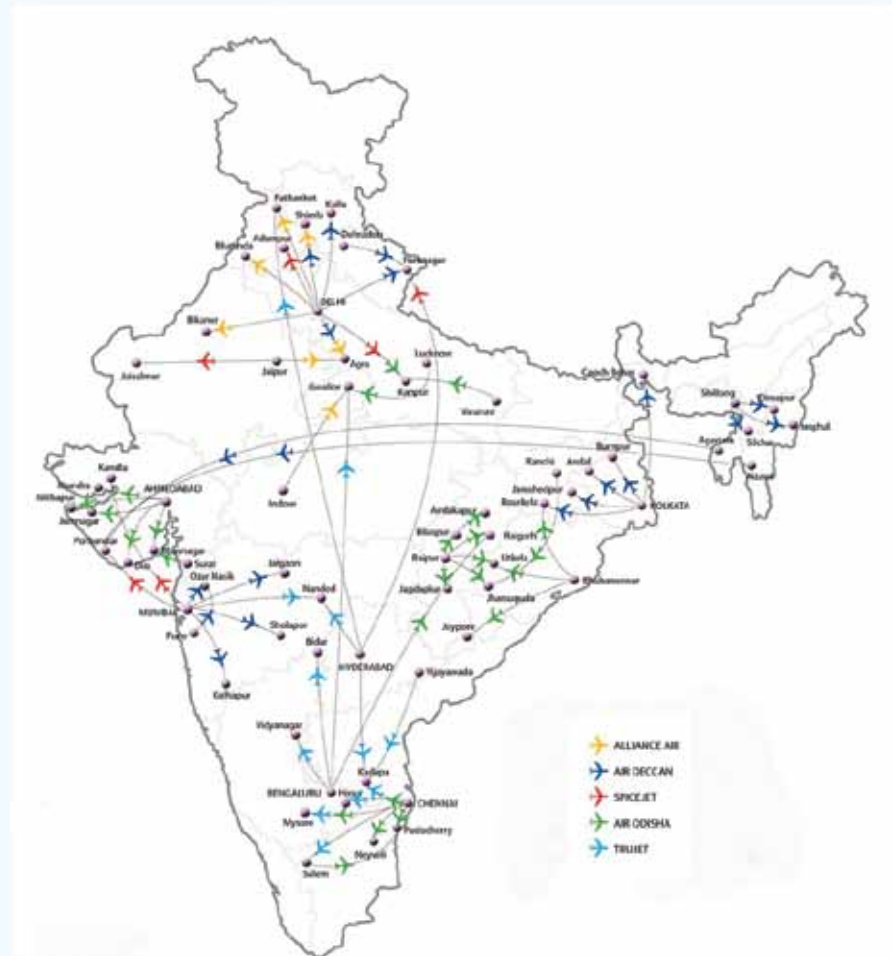 Pathankot
Kullu
Shimla
Adampur
Dehradun
Bhatinda
Pantnagar
DELHI
Bikaner
Lucknow
Jaisalmer
Jaipur
Agra
Gwalior
Kanpur
Varanasi
Cooch Behar
Shillong
Dimapur
Imphal
Silchar
Agartala
Burnpur
Kandla
Ranchi
Andal
Mundra
AHMEDABAD
Jamshedpur
Mithapur
Rourkela
KOLKATA
Jamnagar
Indore
Ambikapur
Porbandar
Bilaspur
Raigarh
Bhavnagar
Diu
Surat
Raipur
Utkela
Ozar Nasik
Jalgaon
Jagdalpur
Jharsuguda
Bhubaneswar
Nanded
MUMBAI
Sholapur
Jeypore
Pune
Bidar
HYDERABAD
Vijayawada
Kolhapur
Vidyanagar
Kadapa
BENGALURU
Hosur
CHENNAI
Mysore
Puducherry
Neyveli
Salem
ALLIANCE AIR
AIR DECCAN
SPICEJET
AIR ODISHA
TRUJET